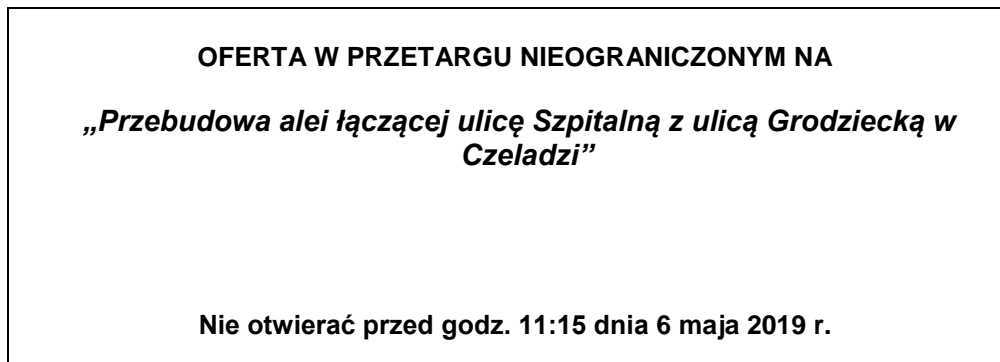 OFERTA W PRZETARGU NIEOGRANICZONYM NA
„Przebudowa alei łączącej ulicę Szpitalną z ulicą Grodziecką w
Czeladzi”
Nie otwierać przed godz. 11:15 dnia 6 maja 2019 r.